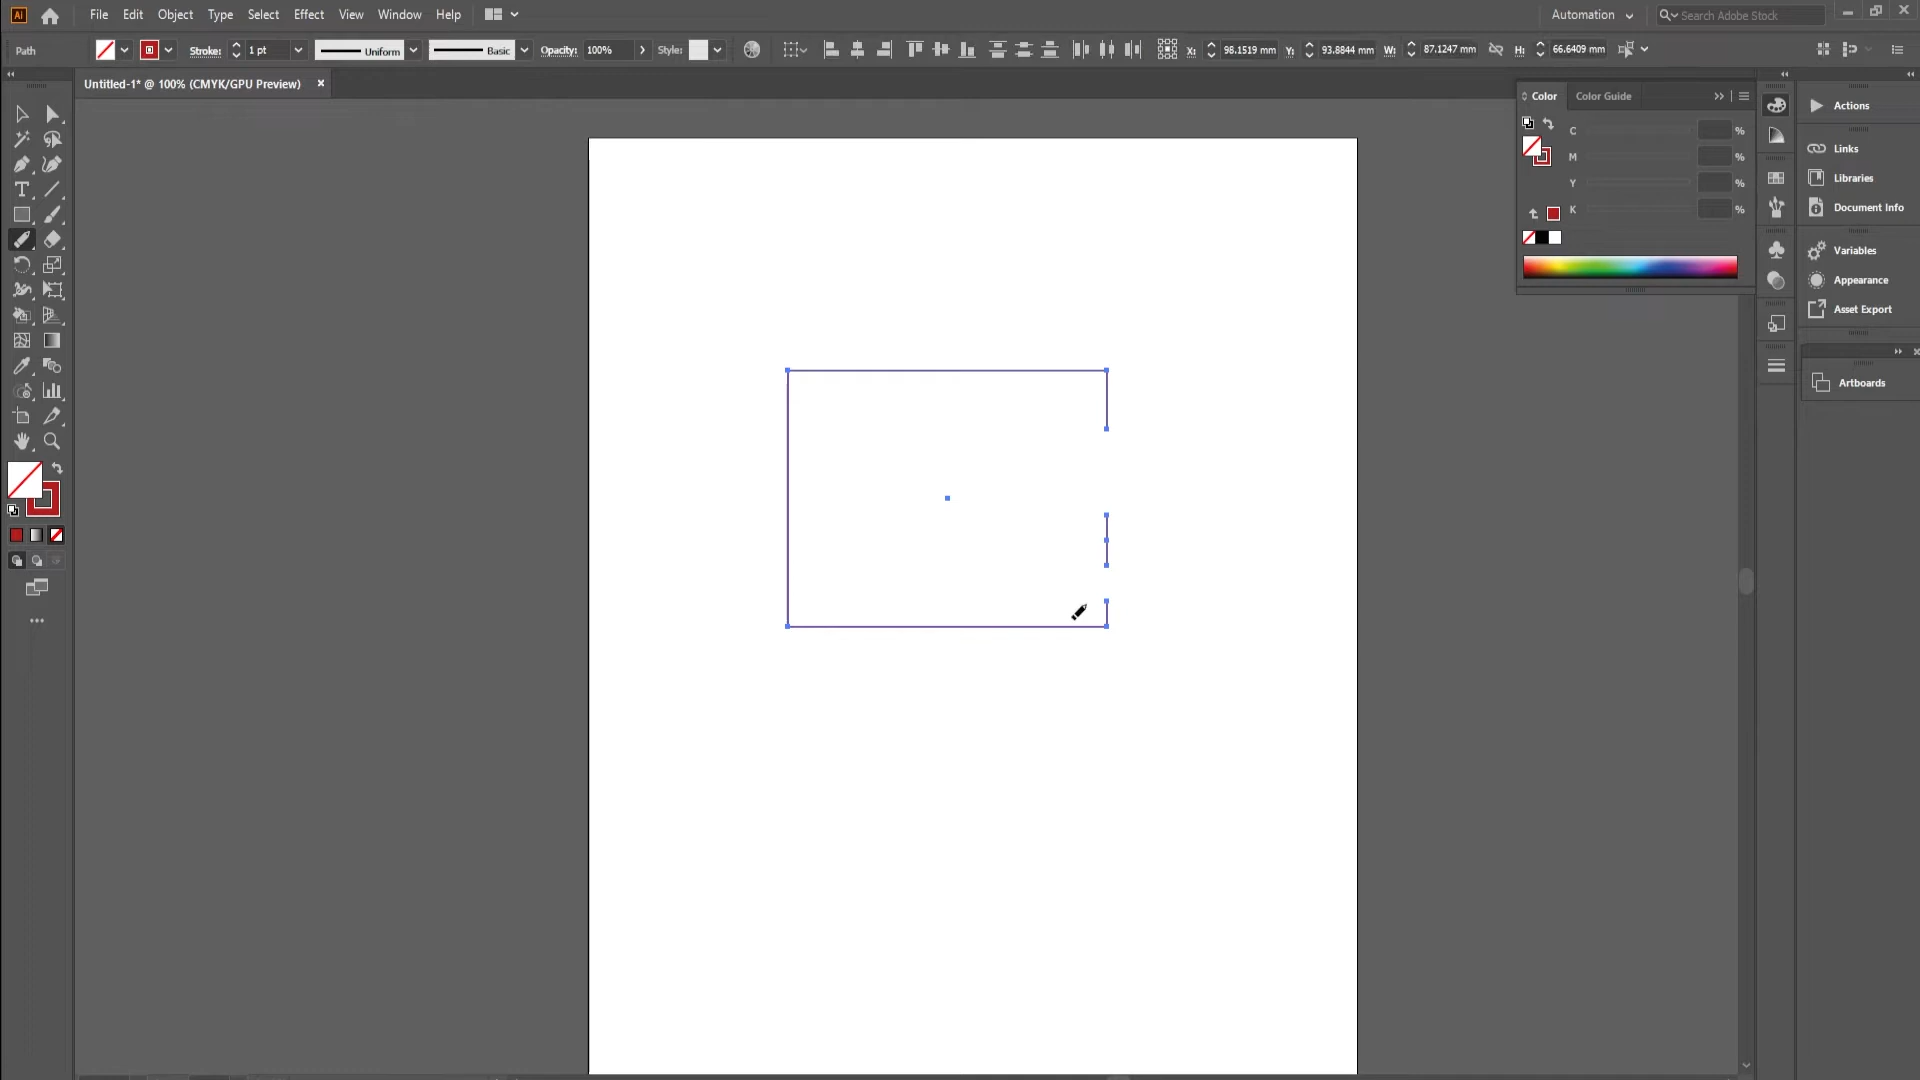 Ai File Edit Object Type Select Effect View Window Help Automation Search Adobe Stock
Path Stroke: 1 pt Uniform Basic Opacity: 100% Style: X: 98.1519 mm Y: 93.8844 mm W: 87.1247 mm H: 66.6409 mm
Untitled-1* @ 100% (CMYK/GPU Preview) ×
Color Color Guide
C %
M %
Y %
K %
Actions
Links
Libraries
Document Info
Variables
Appearance
Asset Export
Artboards